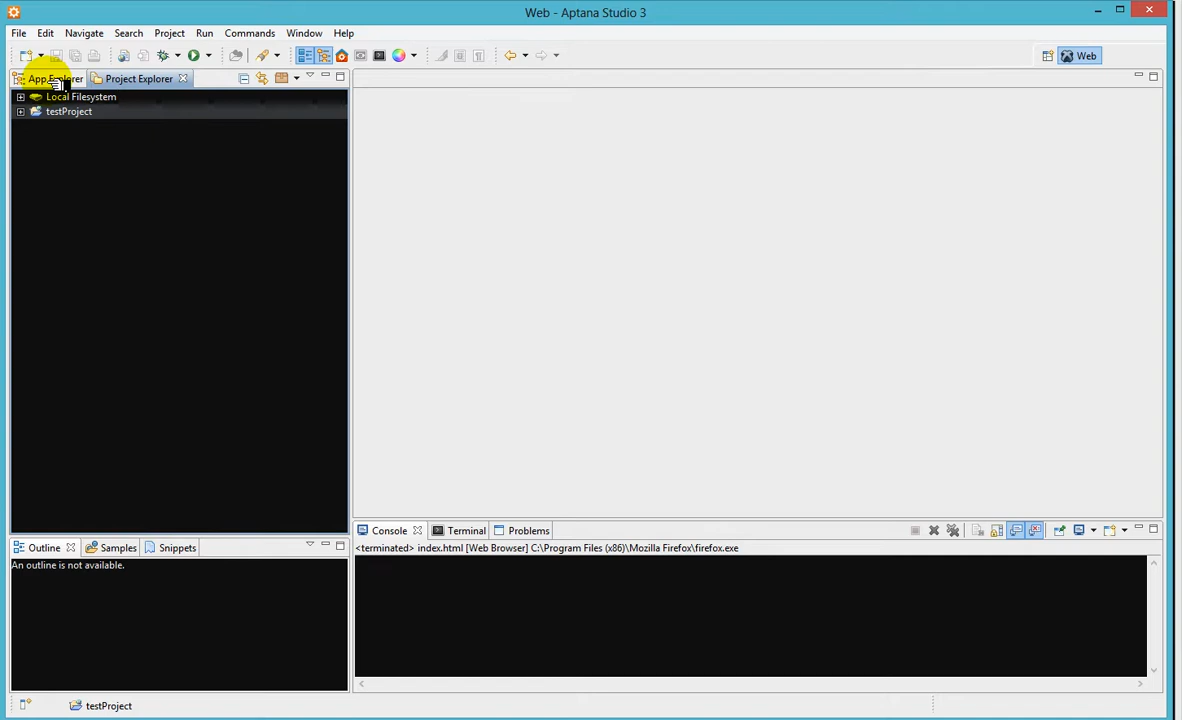 Web - Aptana Studio 3
File Edit Navigate Search Project Run Commands Window Help
Web
App Explorer Project Explorer
Local Filesystem
testProject
Console Terminal Problems
Outline Samples Snippets
<terminated> index.html [Web Browser] C:\Program Files (x86)\Mozilla Firefox\firefox.exe
An outline is not available.
testProject